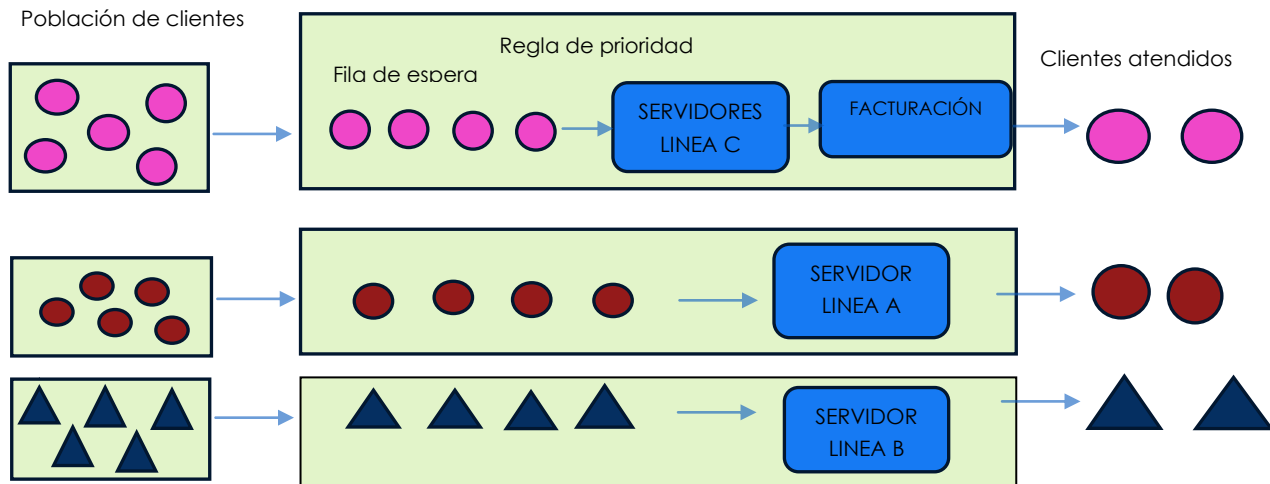 Población de clientes
Regla de prioridad
Clientes atendidos
Fila de espera
SERVIDORES
LINEA C
FACTURACIÓN
SERVIDOR
LINEA A
SERVIDOR
LINEA B